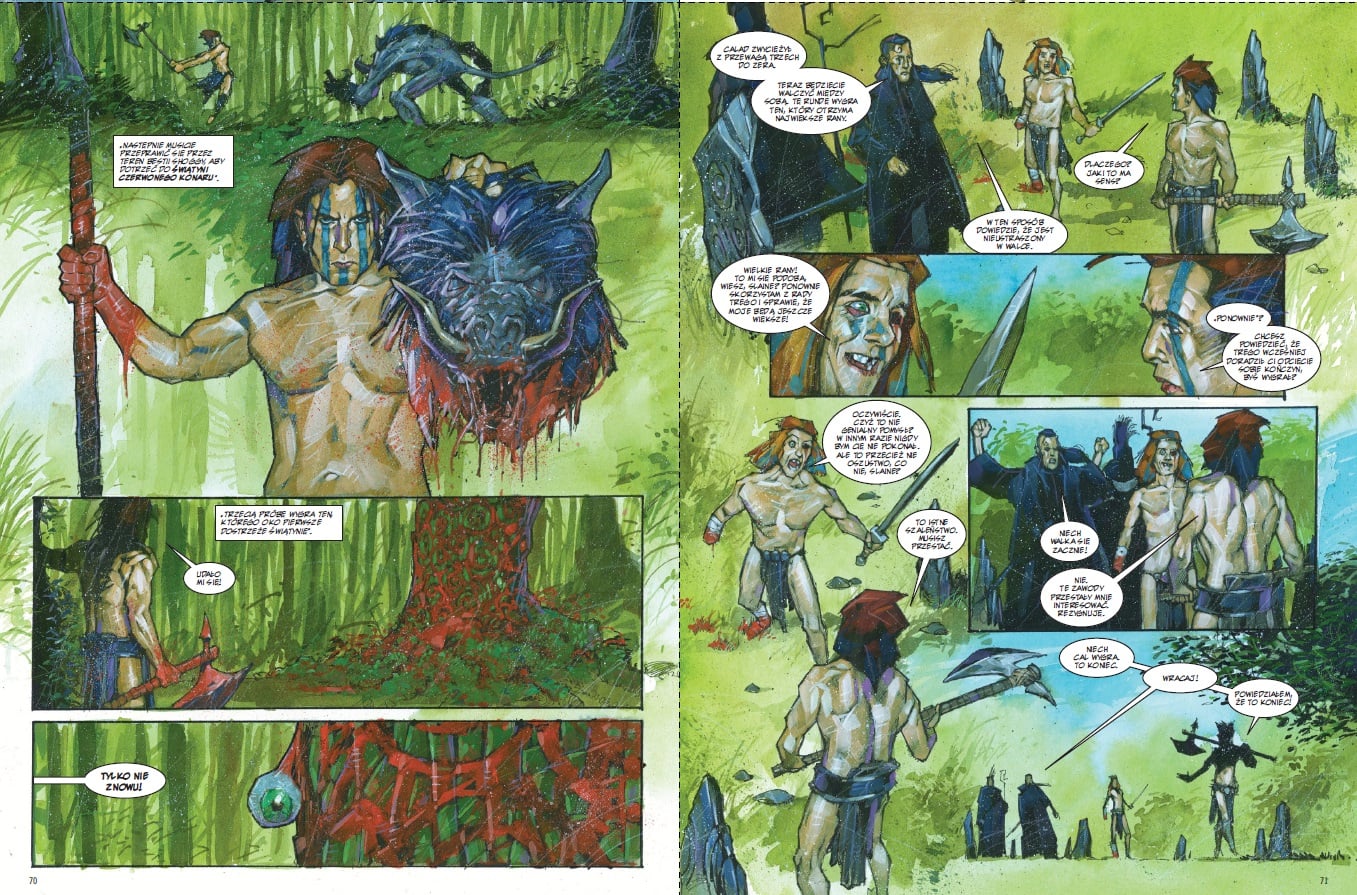 „NASTĘPNIE MUSICIE
PRZEPRAWIĆ SIĘ PRZEZ
TEREN BESTII SHOGGY, ABY
DOTRZEĆ DO ŚWIĄTYNI
CZERWONEGO KONARU”.
„TRZECIĄ PRÓBĘ WYGRA TEN,
KTÓREGO OKO PIERWSZE
DOSTRZEŻE ŚWIĄTYNIĘ”.
UDAŁO
MI SIĘ!
TYLKO NIE
ZNOWU!
70
CALAD ZWYCIĘŻYŁ
Z PRZEWAGĄ TRZECH
DO ZERA.
TERAZ BĘDZIECIE
WALCZYĆ MIĘDZY
SOBĄ. TĘ RUNDĘ WYGRA
TEN, KTÓRY OTRZYMA
NAJWIĘKSZE RANY.
DLACZEGO?
JAKI TO MA
SENS?
W TEN SPOSÓB
DOWIEDZIE, ŻE JEST
NIEUSTRASZONY
W WALCE.
WIELKIE RANY!
TO MI SIĘ PODOBA,
WIESZ, SLAINE? PONOWNIE
SKORZYSTAM Z RADY
TREGO I SPRAWIĘ, ŻE
MOJE BĘDĄ JESZCZE
WIĘKSZE!
„PONOWNIE”?
CHCESZ
POWIEDZIEĆ, ŻE
TREGO WCZEŚNIEJ
DORADZIŁ CI ODCIĘCIE
SOBIE KOŃCZYN,
BYŚ WYGRAŁ?
OCZYWIŚCIE.
CZYŻ TO NIE
GENIALNY POMYSŁ?
W INNYM RAZIE NIGDY
BYM CIĘ NIE POKONAŁ.
ALE TO PRZECIEŻ NIE
OSZUSTWO, CO
NIE, SLAINE?
TO ISTNE
SZALEŃSTWO.
MUSISZ
PRZESTAĆ.
NIECH
WALKA SIĘ
ZACZNIE!
NIE.
TE ZAWODY
PRZESTAŁY MNIE
INTERESOWAĆ.
REZYGNUJĘ.
NIECH
CAL WYGRA.
TO KONIEC.
WRACAJ!
POWIEDZIAŁEM,
ŻE TO KONIEC!
71